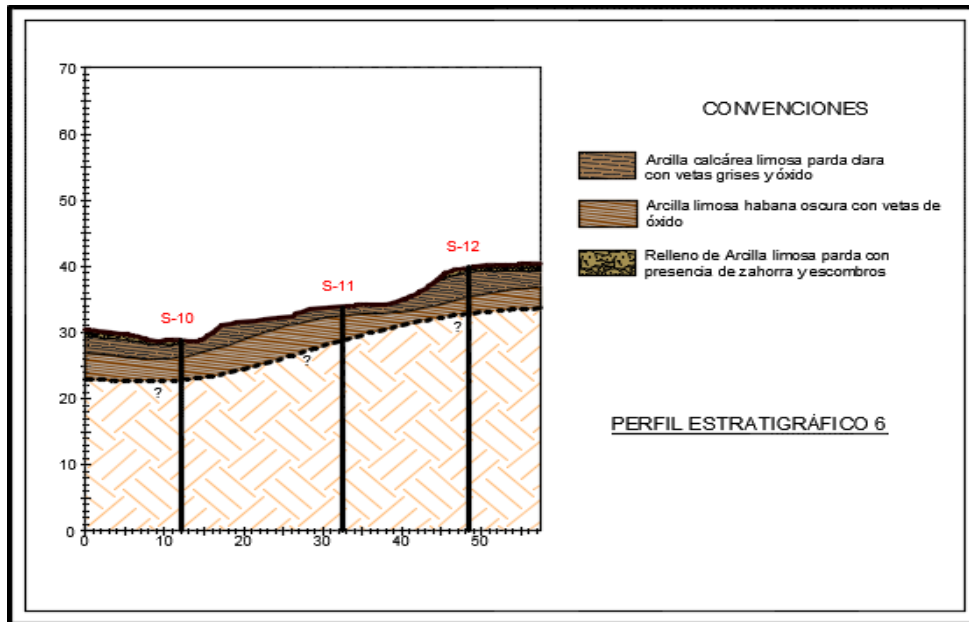 70
60
50
40
30
20
10
0
S-10
S-11
S-12
?
?
?
0
10
20
30
40
50
CONVENCIONES
Arcilla calcárea limosa parda clara
con vetas grises y óxido
Arcilla limosa habana oscura con vetas de
óxido
Relleno de Arcilla limosa parda con
presencia de zahorra y escombros
PERFIL ESTRATIGRÁFICO 6